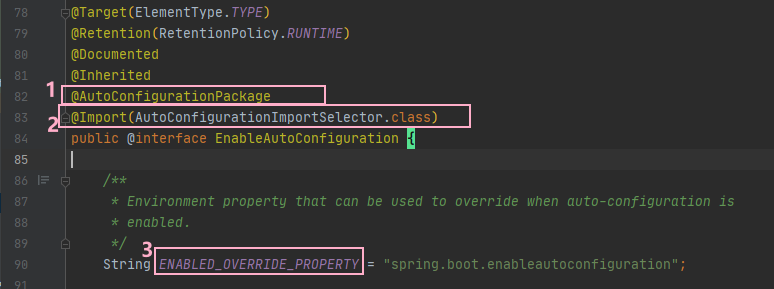 78 @Target(ElementType.TYPE)
79 @Retention(RetentionPolicy.RUNTIME)
80 @Documented
81 @Inherited
1 82 @AutoConfigurationPackage
2 83 @Import(AutoConfigurationImportSelector.class)
84 public @interface EnableAutoConfiguration {
85
86 /**
87 * Environment property that can be used to override when auto-configuration is
88 * enabled.
89 */
3
90 String ENABLED_OVERRIDE_PROPERTY = "spring.boot.enableautoconfiguration";
91